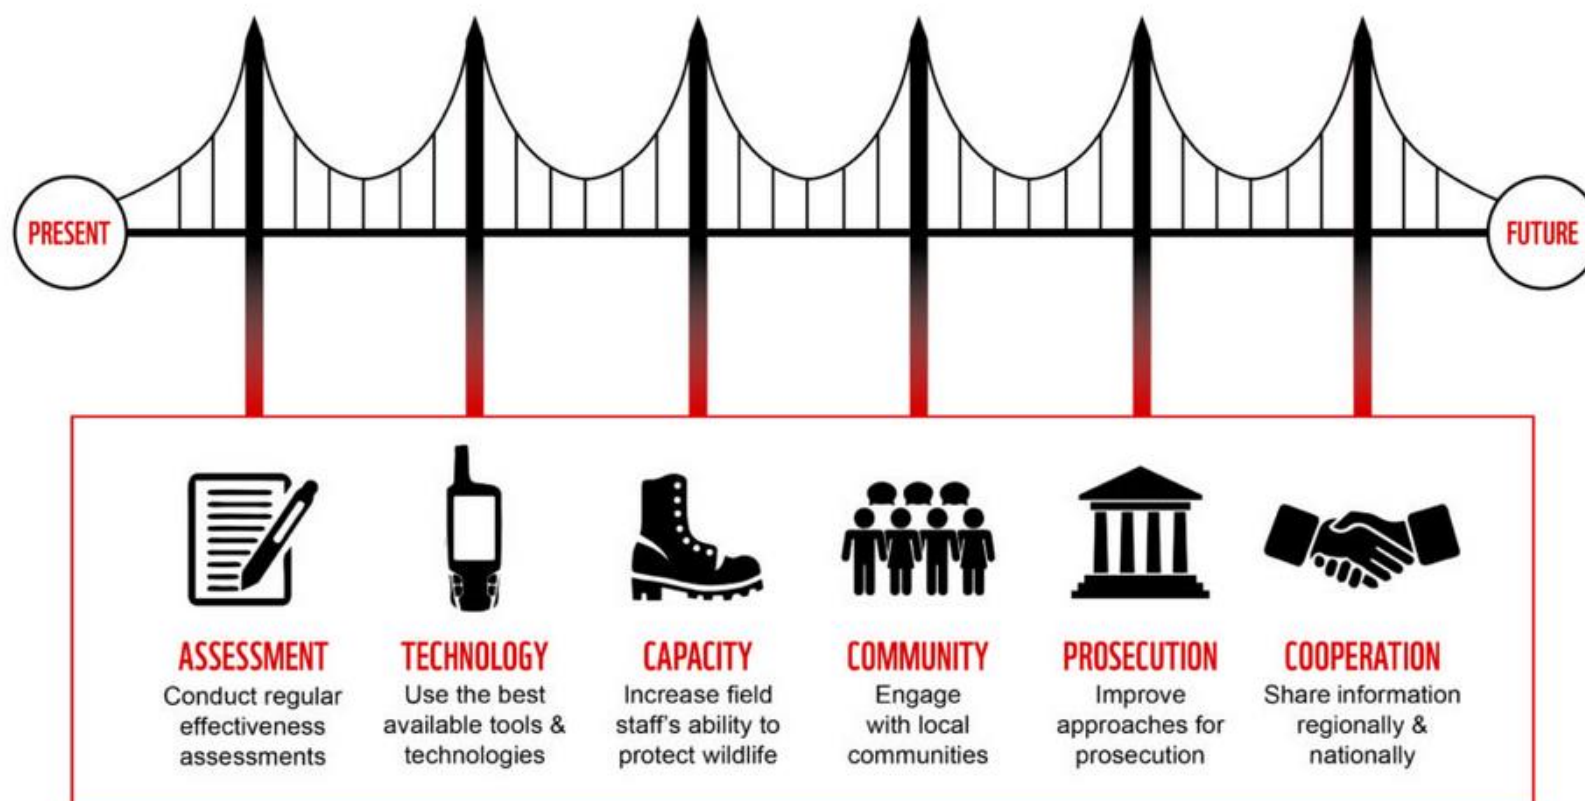 PRESENT
FUTURE
ASSESSMENT
Conduct regular
effectiveness
assessments
TECHNOLOGY
Use the best
available tools &
technologies
CAPACITY
Increase field
staff's ability to
protect wildlife
COMMUNITY
Engage
with local
communities
PROSECUTION
Improve
approaches for
prosecution
COOPERATION
Share information
regionally &
nationally